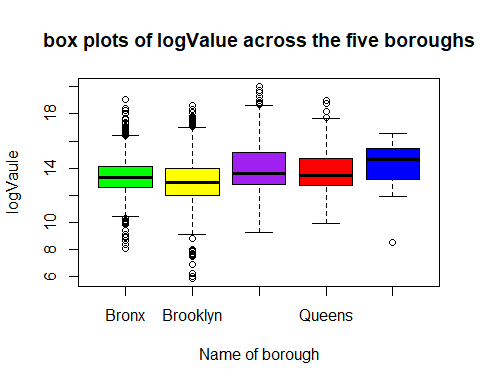 box plots of logValue across the five boroughs
18
14
10
6
logVaule
Bronx Brooklyn Queens
Name of borough